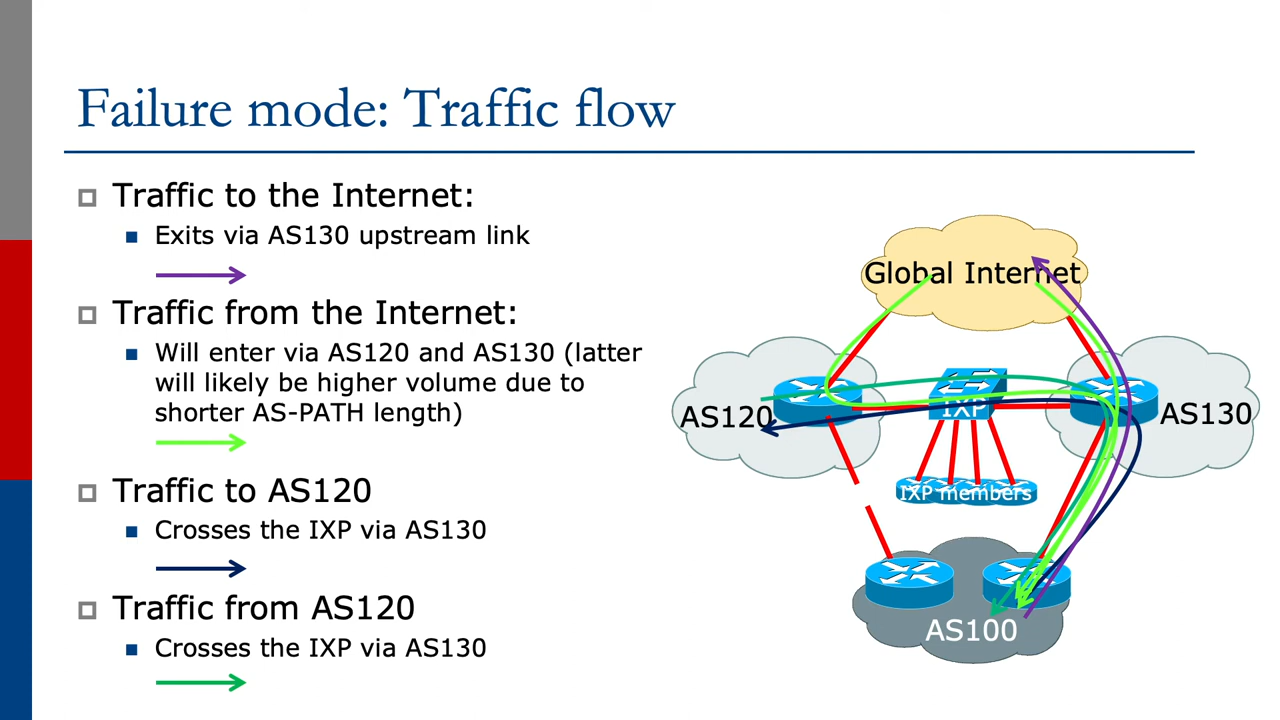 Failure mode: Traffic flow
Traffic to the Internet:
Exits via AS130 upstream link
Traffic from the Internet:
Will enter via AS120 and AS130 (latter
will likely be higher volume due to
shorter AS-PATH length)
Traffic to AS120
Crosses the IXP via AS130
Traffic from AS120
Crosses the IXP via AS130
Global Internet
AS120
IXP
AS130
IXP members
AS100